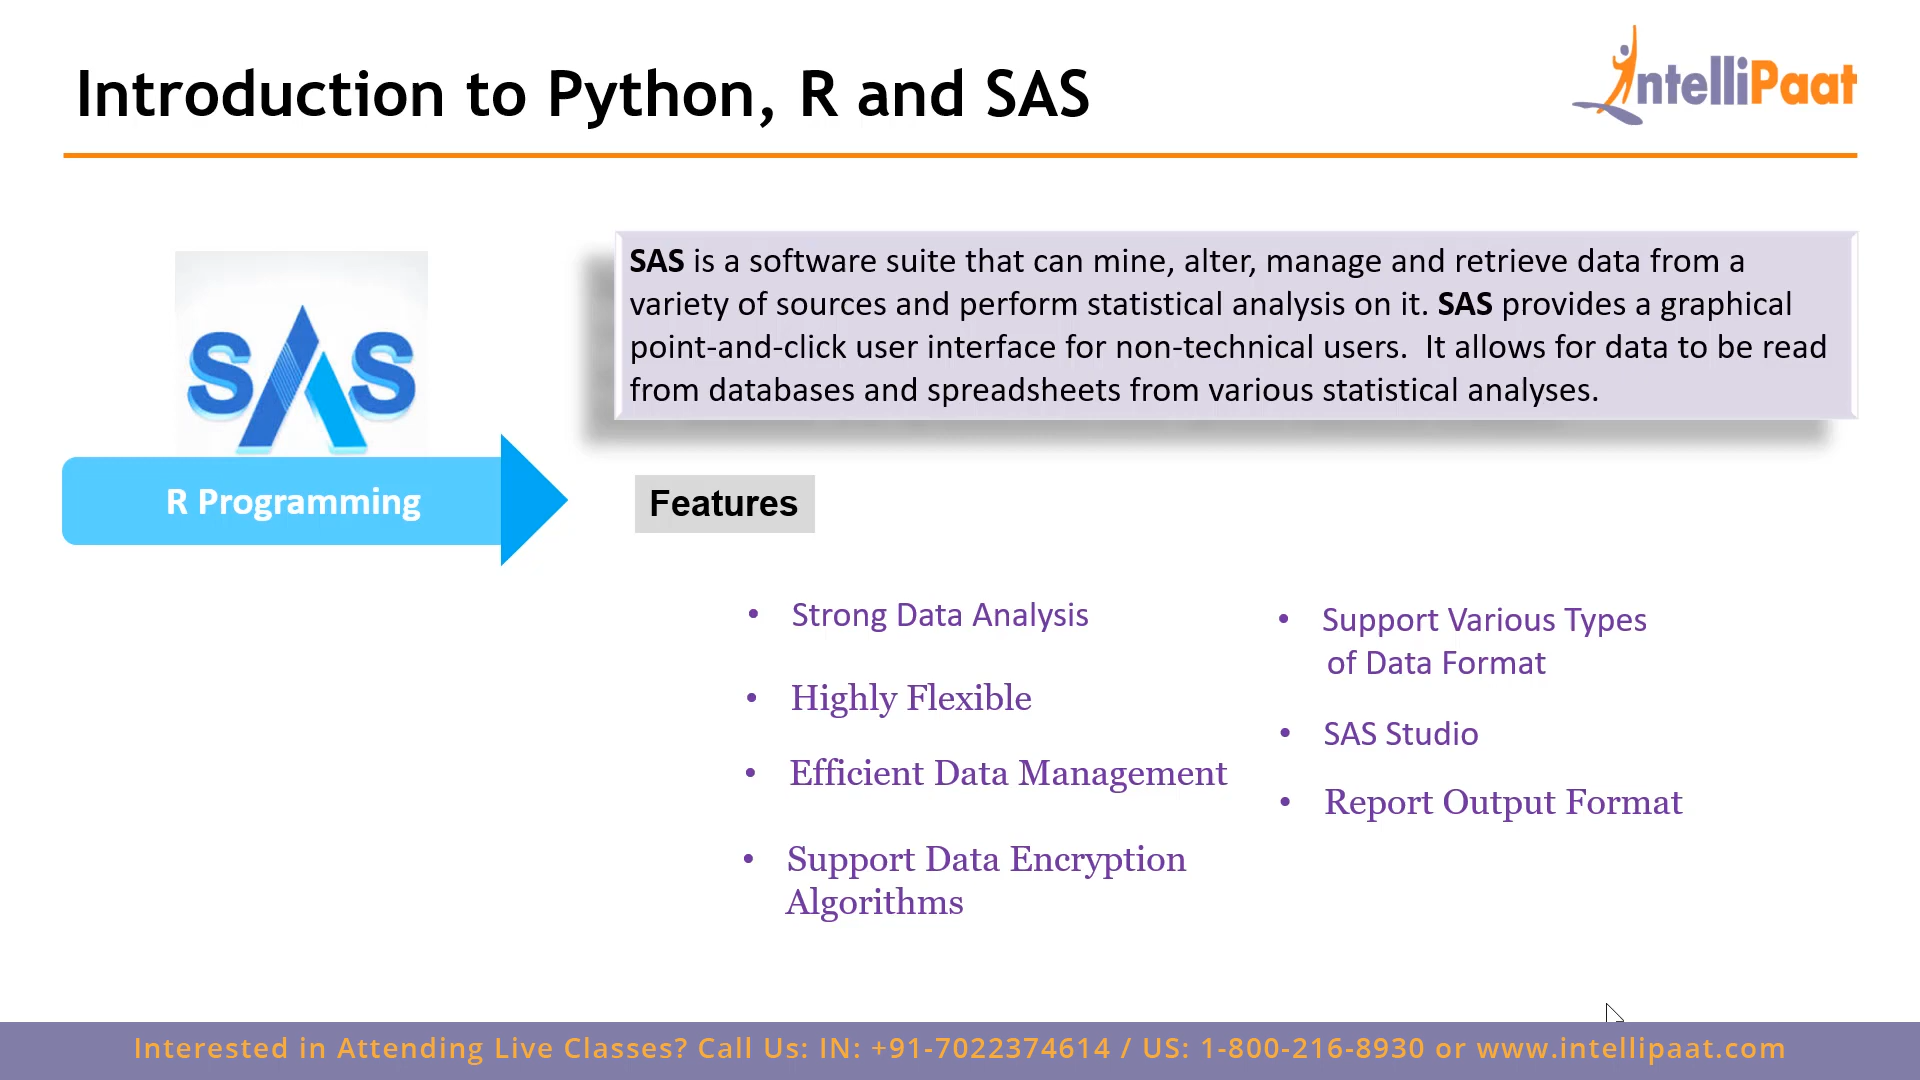 Introduction to Python, R and SAS
IntelliPaat
SAS
R Programming
SAS is a software suite that can mine, alter, manage and retrieve data from a
variety of sources and perform statistical analysis on it. SAS provides a graphical
point-and-click user interface for non-technical users.  It allows for data to be read
from databases and spreadsheets from various statistical analyses.
Features
• Strong Data Analysis
• Highly Flexible
• Efficient Data Management
• Support Data Encryption
Algorithms
• Support Various Types
of Data Format
• SAS Studio
• Report Output Format
Interested in Attending Live Classes? Call Us: IN: +91-7022374614 / US: 1-800-216-8930 or www.intellipaat.com